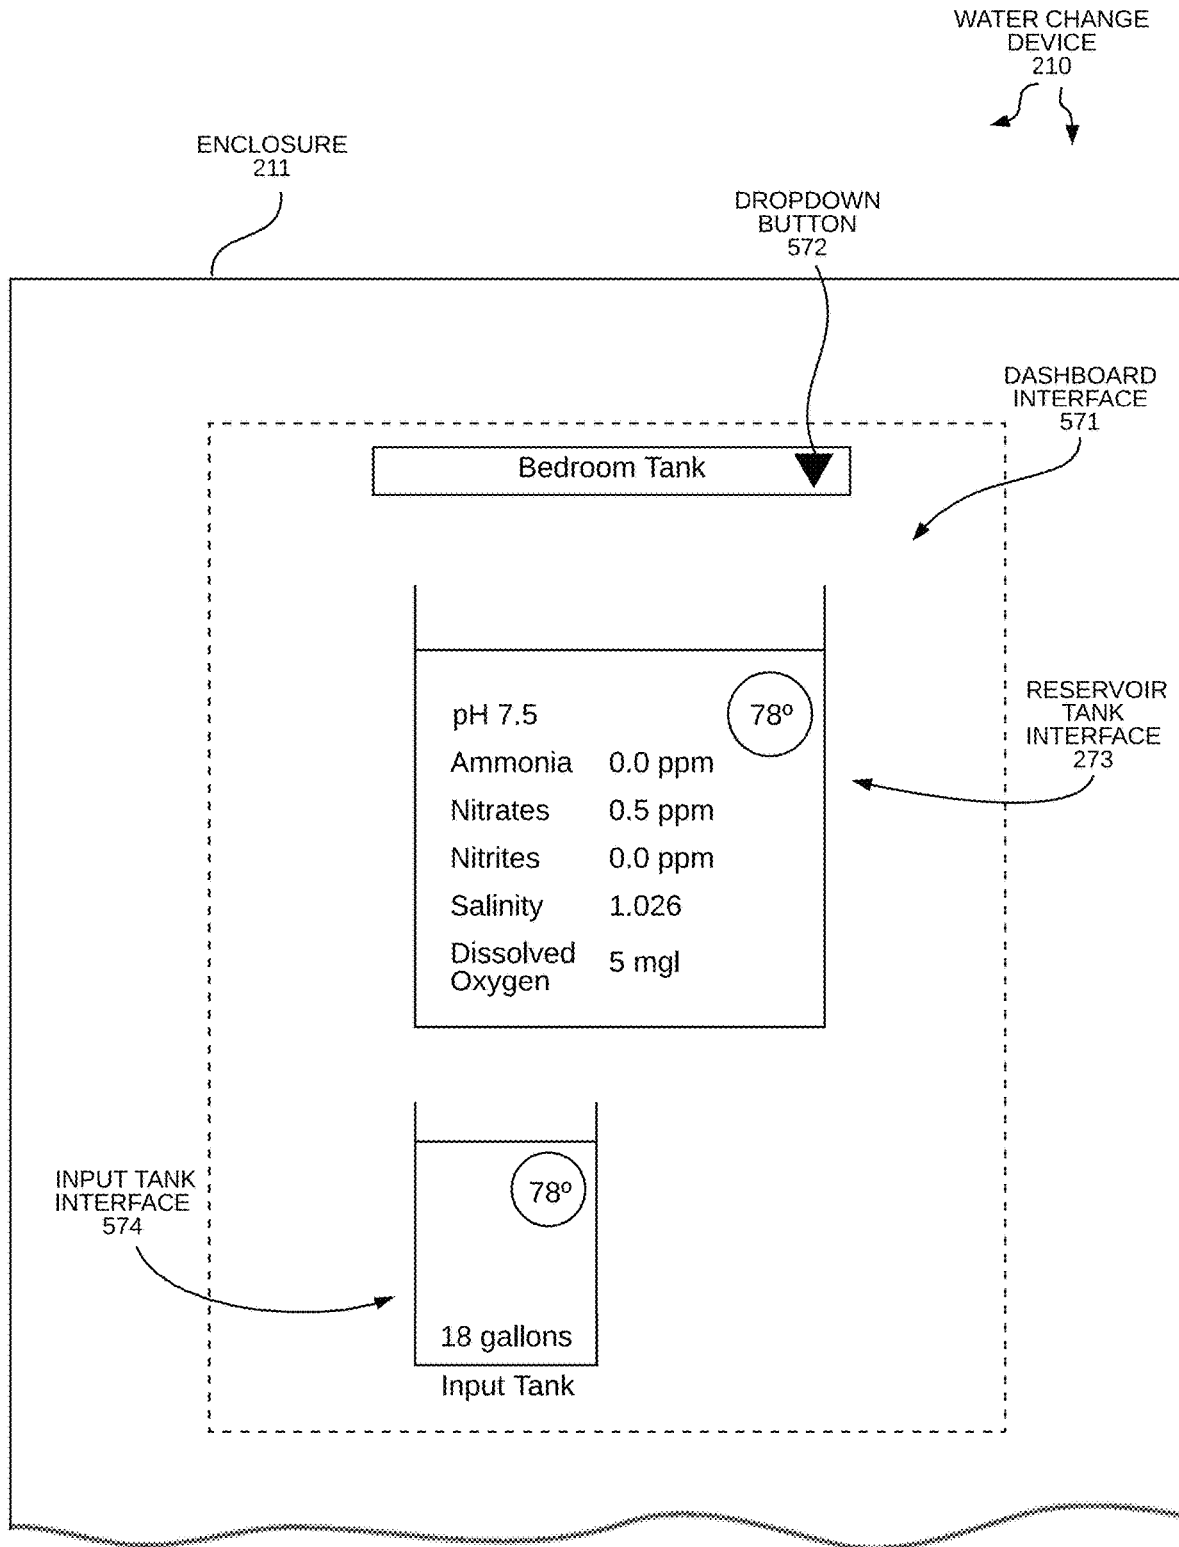 WATER CHANGE
DEVICE
210
ENCLOSURE
211
DROPDOWN
BUTTON
572
DASHBOARD
INTERFACE
571
Bedroom Tank
RESERVOIR
TANK
INTERFACE
273
pH 7.5
78º
Ammonia 0.0 ppm
Nitrates 0.5 ppm
Nitrites 0.0 ppm
Salinity 1.026
Dissolved
Oxygen 5 mgl
INPUT TANK
INTERFACE
574
78º
18 gallons
Input Tank